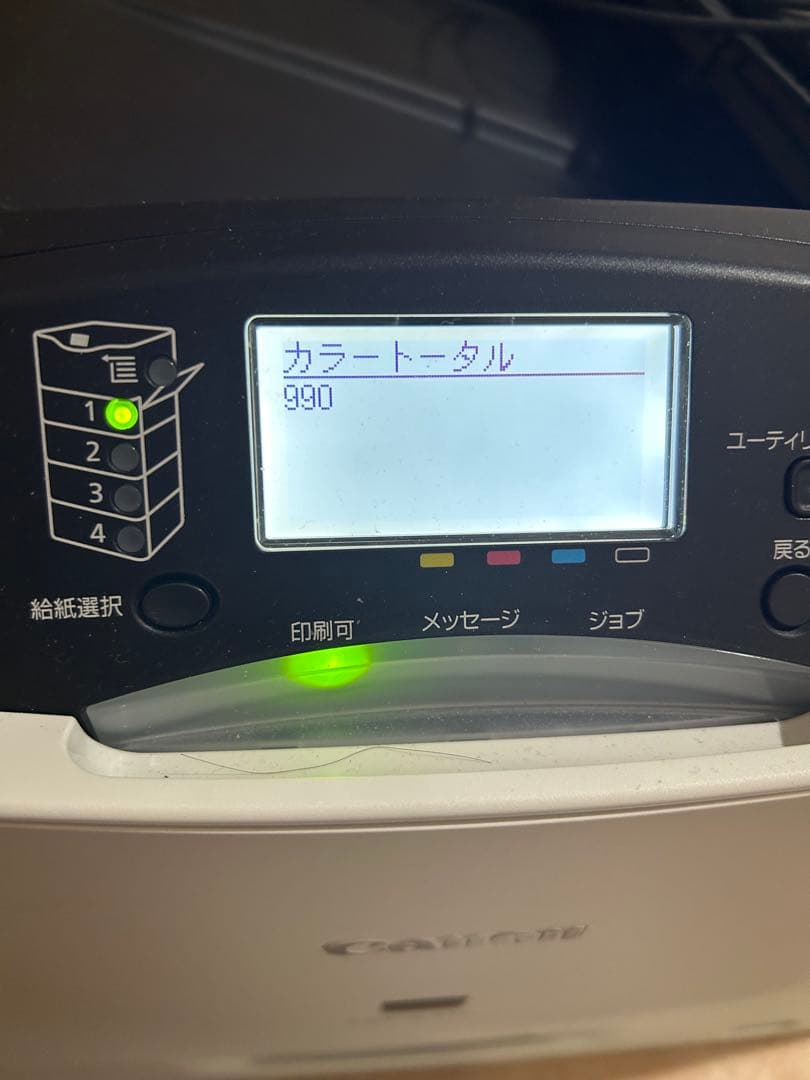 カラートータル
990
1
2
3
4
ユーティリ
戻る
給紙選択
印刷可
メッセージ
ジョブ
Canon